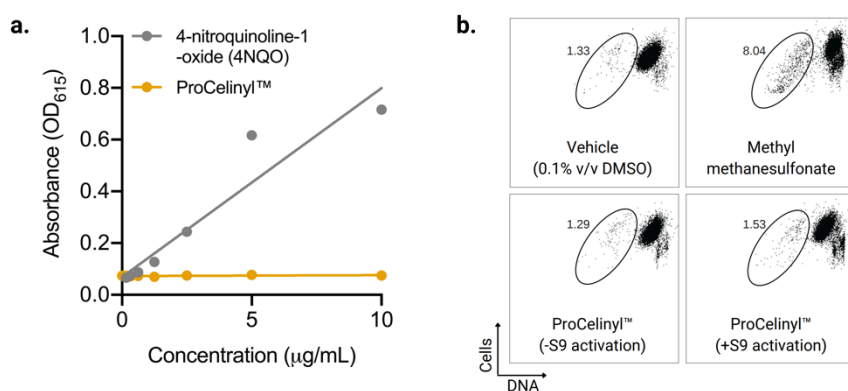 a.
1.0
0.8
0.6
0.4
0.2
0.0
Absorbance (OD615)
4-nitroquinoline-1
-oxide (4NQO)
ProCelinyl™
0
5
10
Concentration (μg/mL)
b.
1.33
Vehicle
(0.1% v/v DMSO)
8.04
Methyl
methanesulfonate
1.29
ProCelinyl™
(-S9 activation)
1.53
ProCelinyl™
(+S9 activation)
Cells
DNA